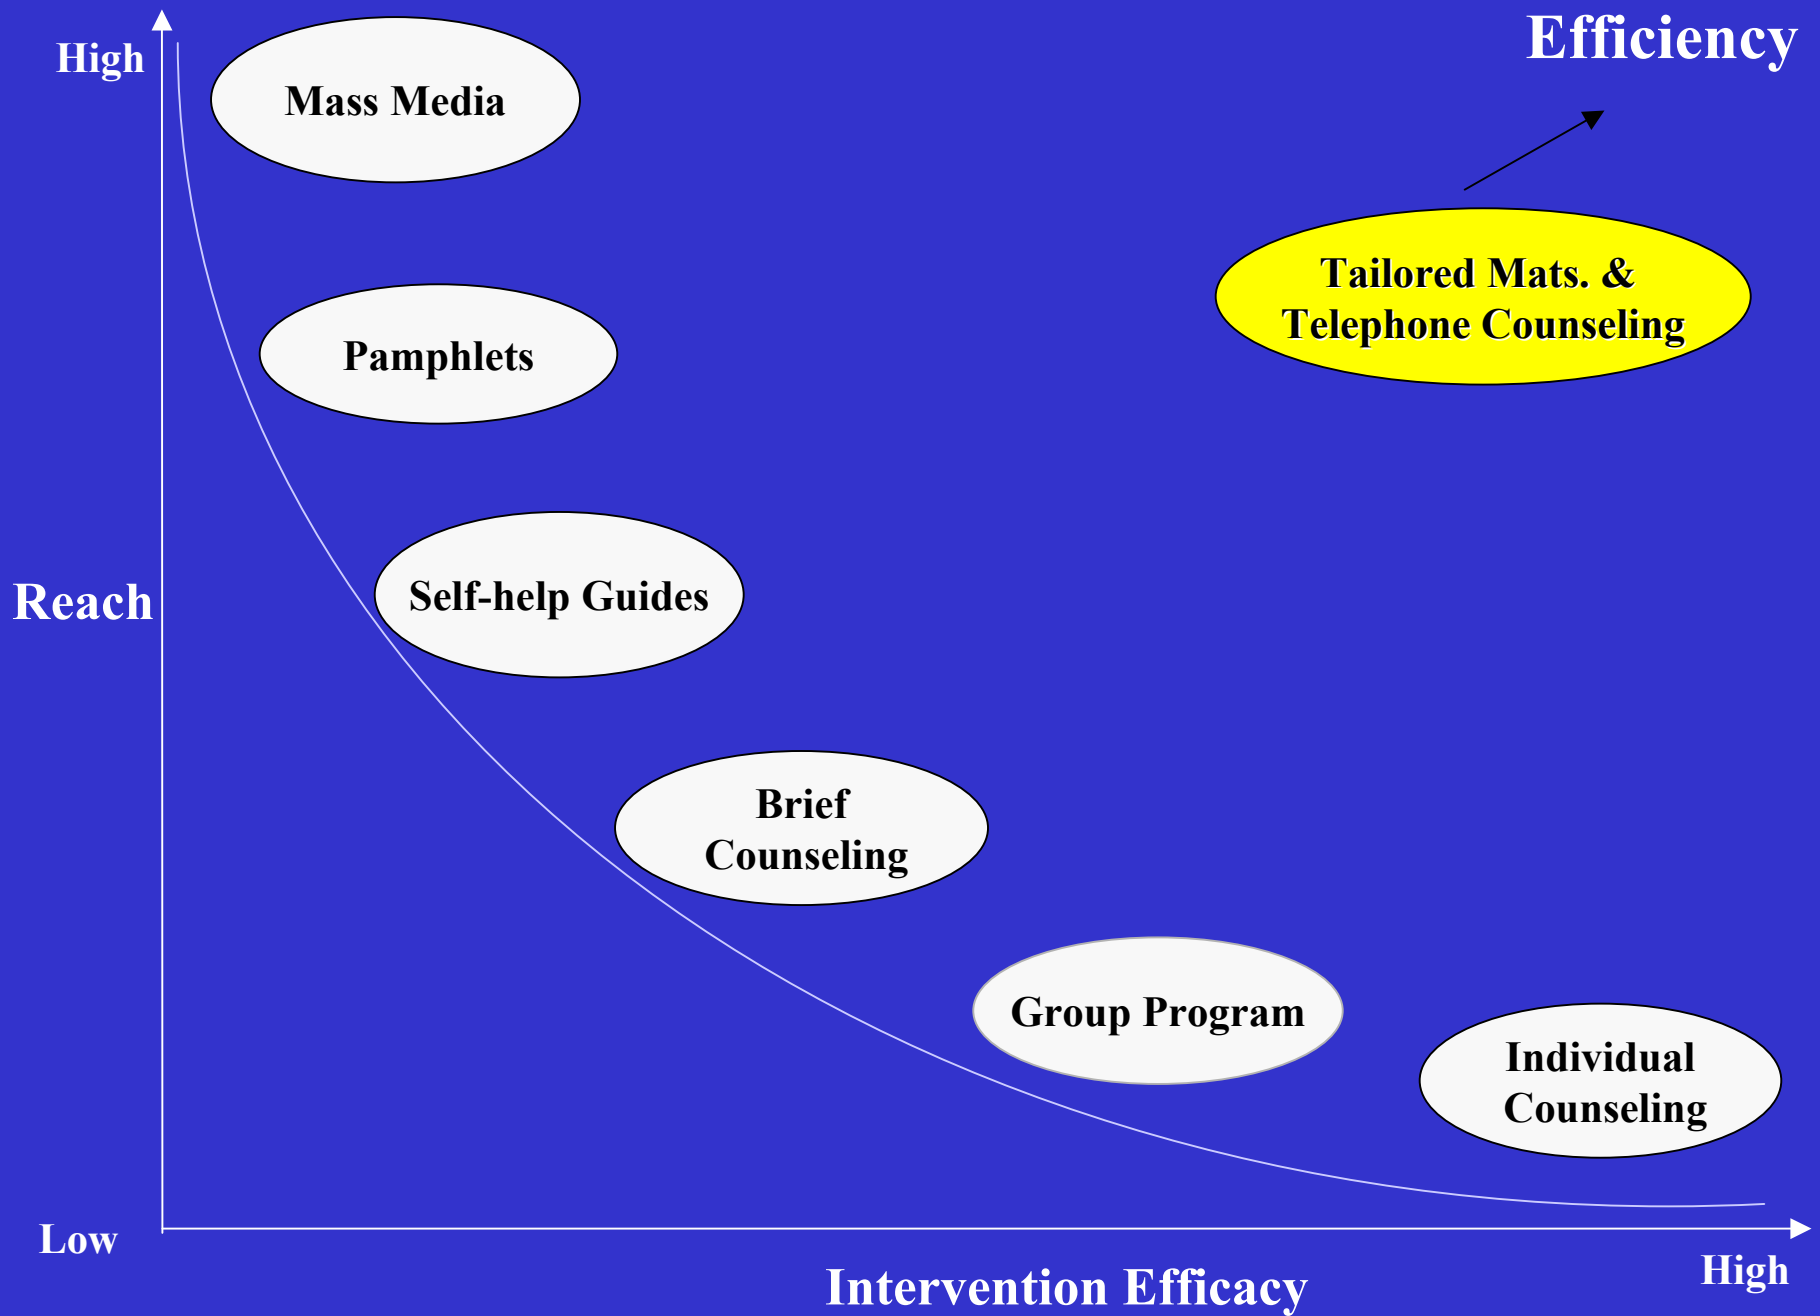 High
Efficiency
Mass Media
Tailored Mats. &
Telephone Counseling
Pamphlets
Self-help Guides
Reach
Brief
Counseling
Group Program
Individual
Counseling
Low
High
Intervention Efficacy